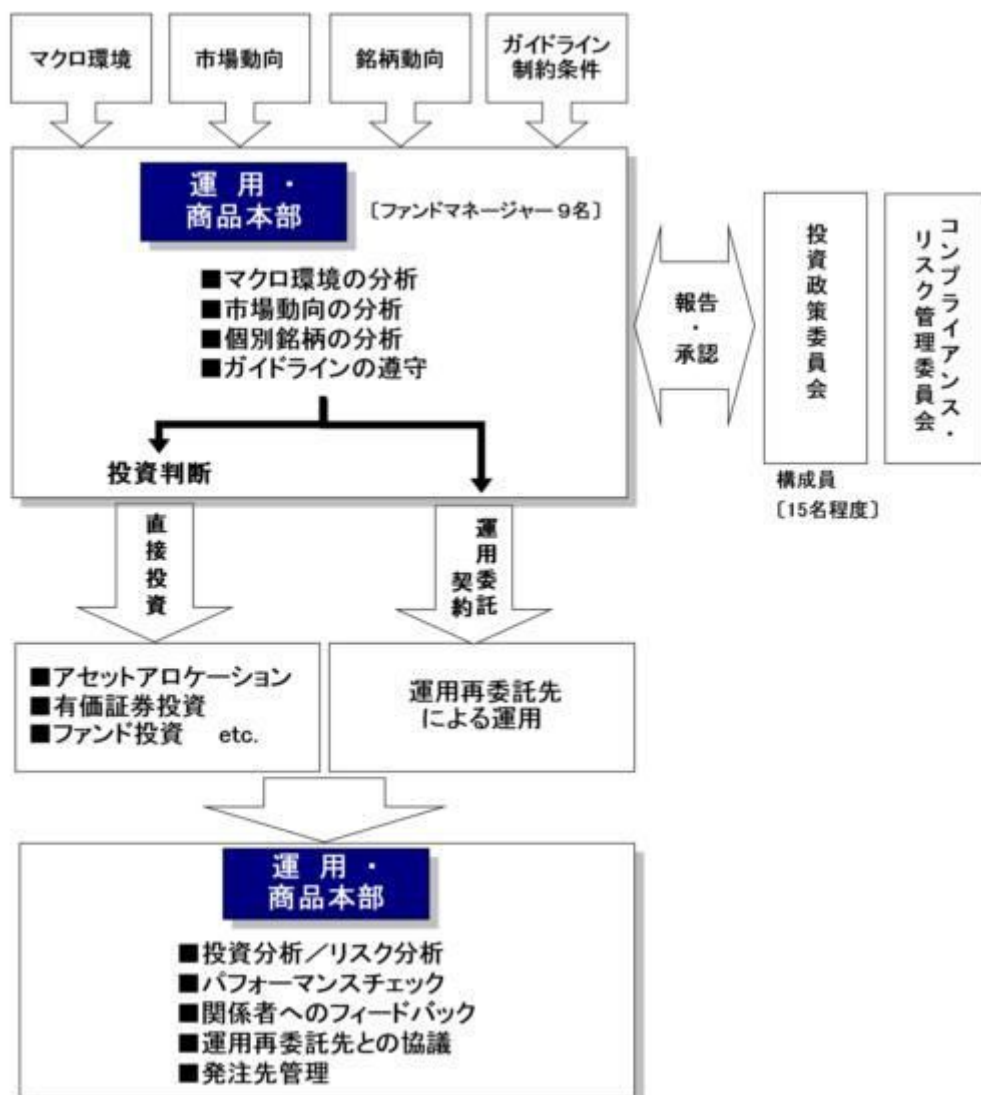 マクロ環境
市場動向
銘柄動向
ガイドライン
制約条件
運 用 ・
商品本部
〔ファンドマネージャー 9名〕
■マクロ環境の分析
■市場動向の分析
■個別銘柄の分析
■ガイドラインの遵守
投資判断
報告
・
承認
投資政策委員会
コンプライアンス・
リスク管理委員会
構成員
〔15名程度〕
直接投資
運用委託
契約
■アセットアロケーション
■有価証券投資
■ファンド投資 etc.
運用再委託先
による運用
運 用 ・
商品本部
■投資分析／リスク分析
■パフォーマンスチェック
■関係者へのフィードバック
■運用再委託先との協議
■発注先管理